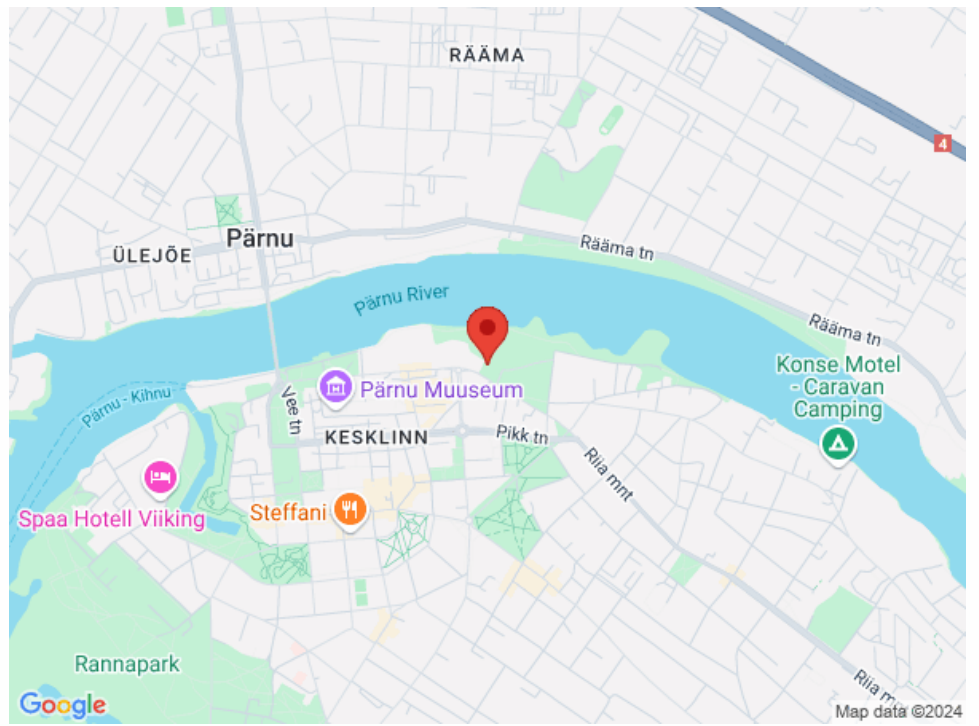 RÄÄMA
4
Pärnu
ÜLEJÕE
Rääma tn
Pärnu River
Rääma tn
Konse Motel
- Caravan
Camping
Pärnu - Kihnu
Vee tn
Pärnu Muuseum
KESKLINN
Pikk tn
Riia mnt
Spaa Hotell Viiking
Steffani
Rannapark
Riia mnt
Google
Map data ©2024